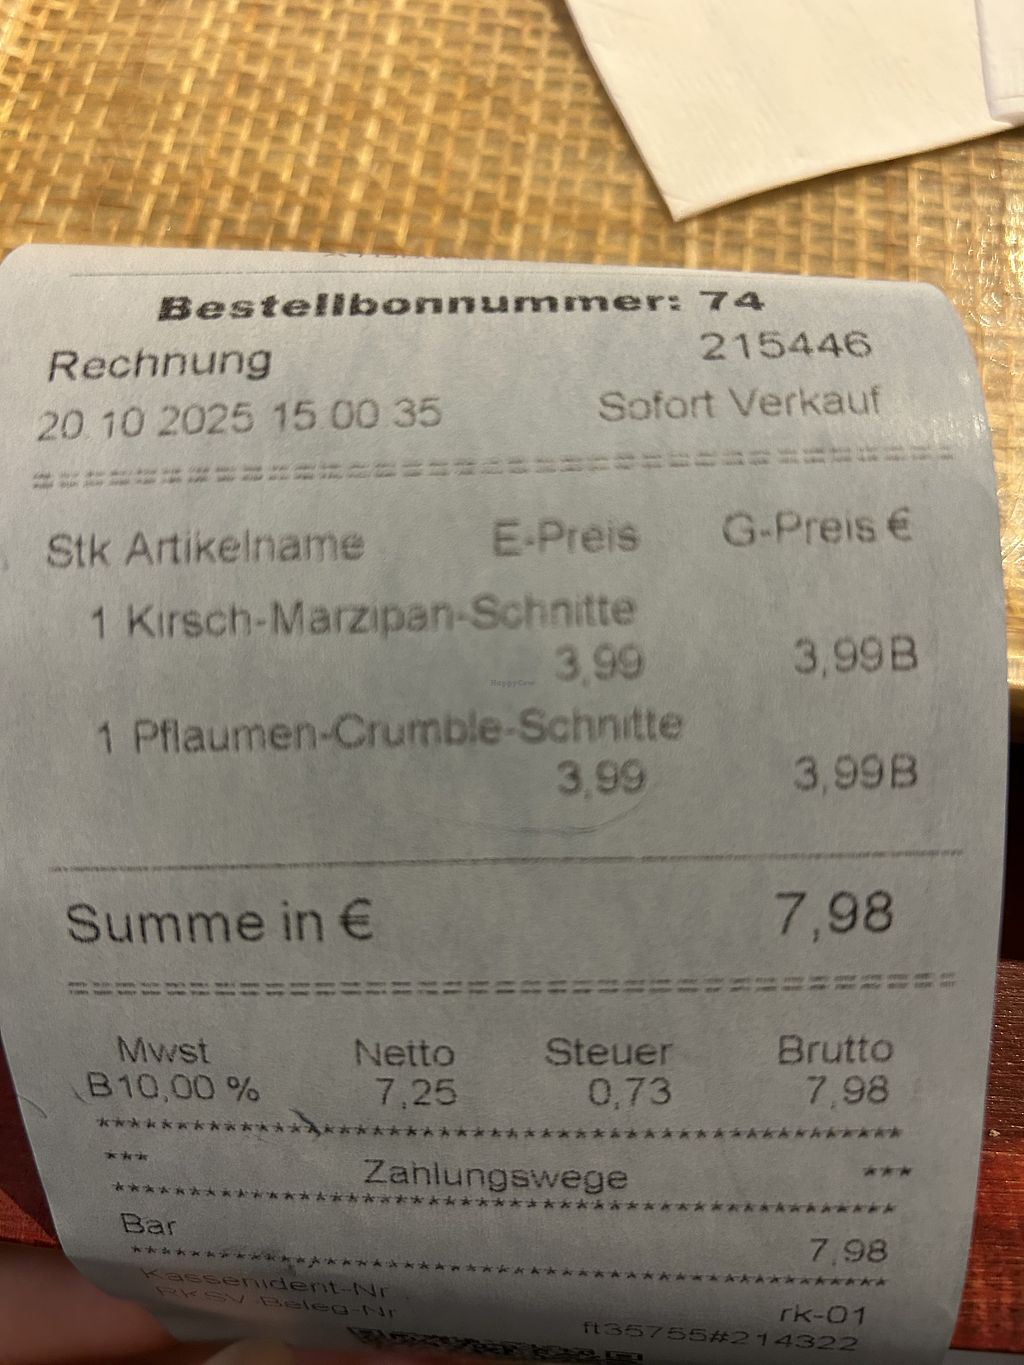 Bestellbonnummer: 74
Rechnung 215446
20.10.2025 15:00:35 Sofort Verkauf
Stk Artikelname E-Preis G-Preis €
1 Kirsch-Marzipan-Schnitte
3,99 3,99B
1 Pflaumen-Crumble-Schnitte
3,99 3,99B
Summe in € 7,98
Mwst Netto Steuer Brutto
B10,00 % 7,25 0,73 7,98
****************************************************
*** Zahlungswege ***
****************************************************
Bar 7,98
****************************************************
Kassenident-Nr. rk-01
RKSV-Beleg-Nr ft35755#214322
HappyCow